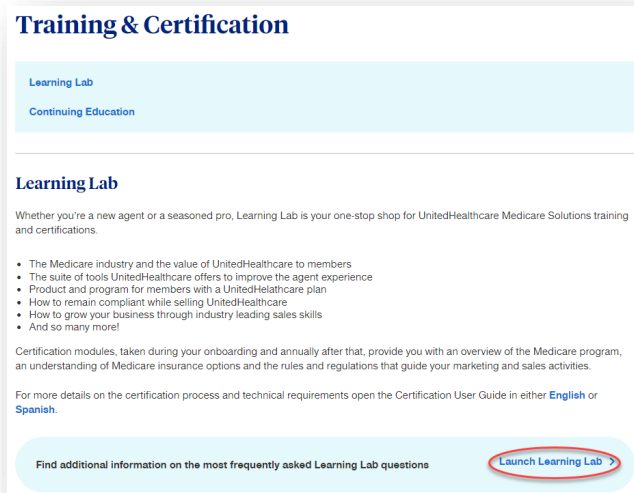 Training & Certification
Learning Lab
Continuing Education
Learning Lab
Whether you're a new agent or a seasoned pro, Learning Lab is your one-stop shop for UnitedHealthcare Medicare Solutions training
and certifications.
• The Medicare industry and the value of UnitedHealthcare to members
• The suite of tools UnitedHealthcare offers to improve the agent experience
• Product and program for members with a UnitedHelathcare plan
• How to remain compliant while selling UnitedHealthcare
• How to grow your business through industry leading sales skills
• And so many more!
Certification modules, taken during your onboarding and annually after that, provide you with an overview of the Medicare program,
an understanding of Medicare insurance options and the rules and regulations that guide your marketing and sales activities.
For more details on the certification process and technical requirements open the Certification User Guide in either English or
Spanish.
Find additional information on the most frequently asked Learning Lab questions
Launch Learning Lab >